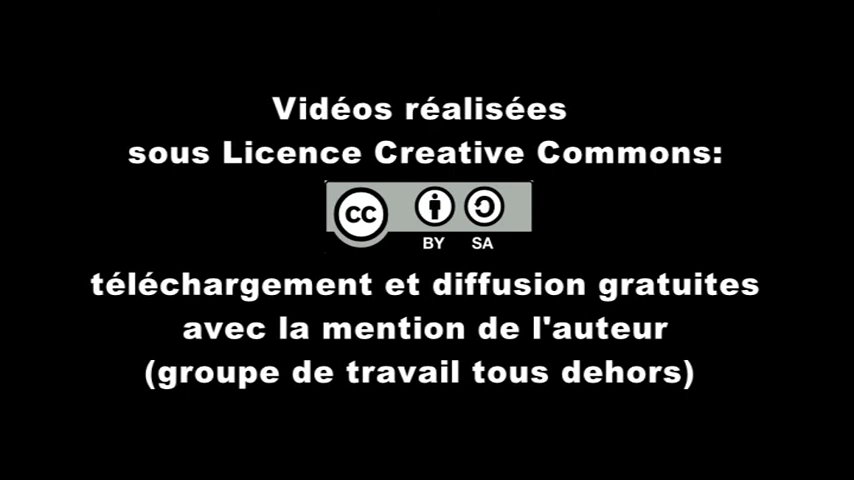 Vidéos réalisées
sous Licence Creative Commons:
CC
BY SA
téléchargement et diffusion gratuites
avec la mention de l'auteur
(groupe de travail tous dehors)